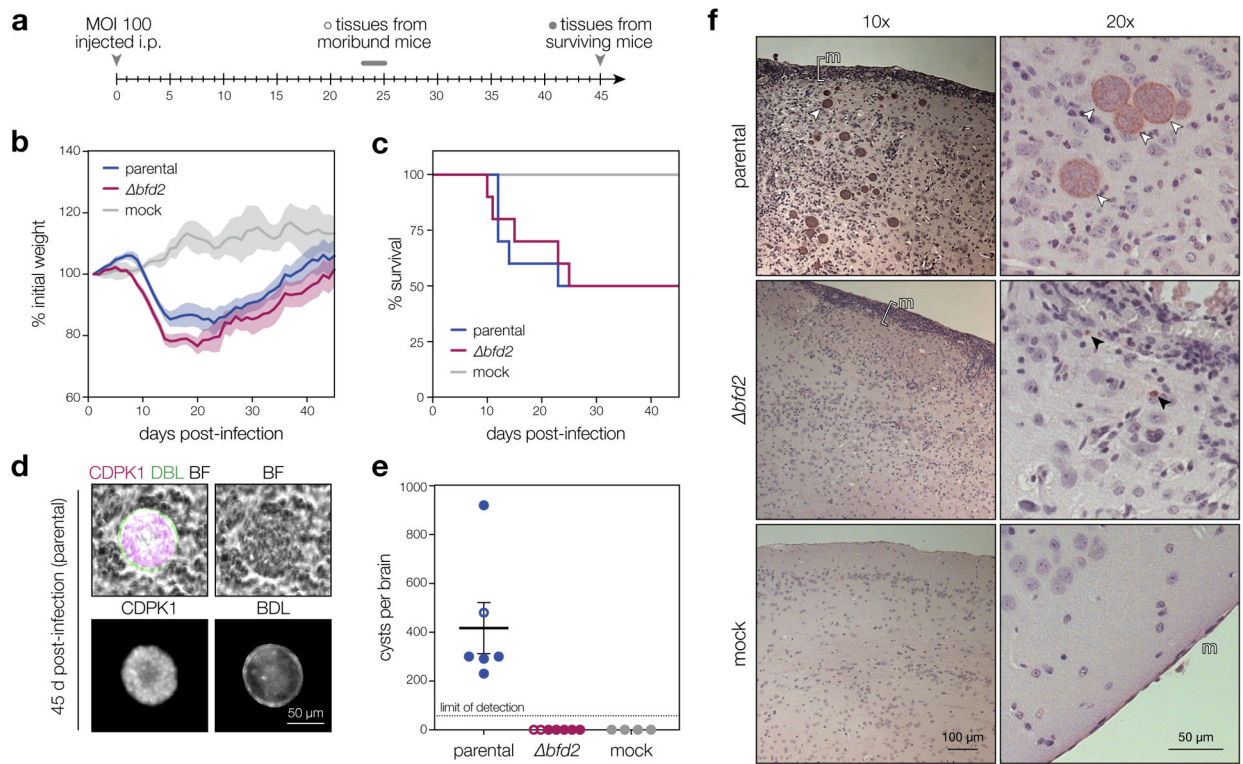 a
MOI 100
injected i.p.
tissues from
moribund mice
tissues from
surviving mice
0 5 10 15 20 25 30 35 40 45
b
140
120
100
80
60
% initial weight
parental
Δbfd2
mock
0 10 20 30 40
days post-infection
c
100
75
50
25
0
% survival
parental
Δbfd2
mock
0 10 20 30 40
days post-infection
d
45 d post-infection (parental)
CDPK1 DBL BF
BF
CDPK1
BDL
50 µm
e
1000
800
600
400
200
0
cysts per brain
limit of detection
parental Δbfd2 mock
f
10x 20x
parental
m
Δbfd2
m
mock
m
100 µm
50 µm